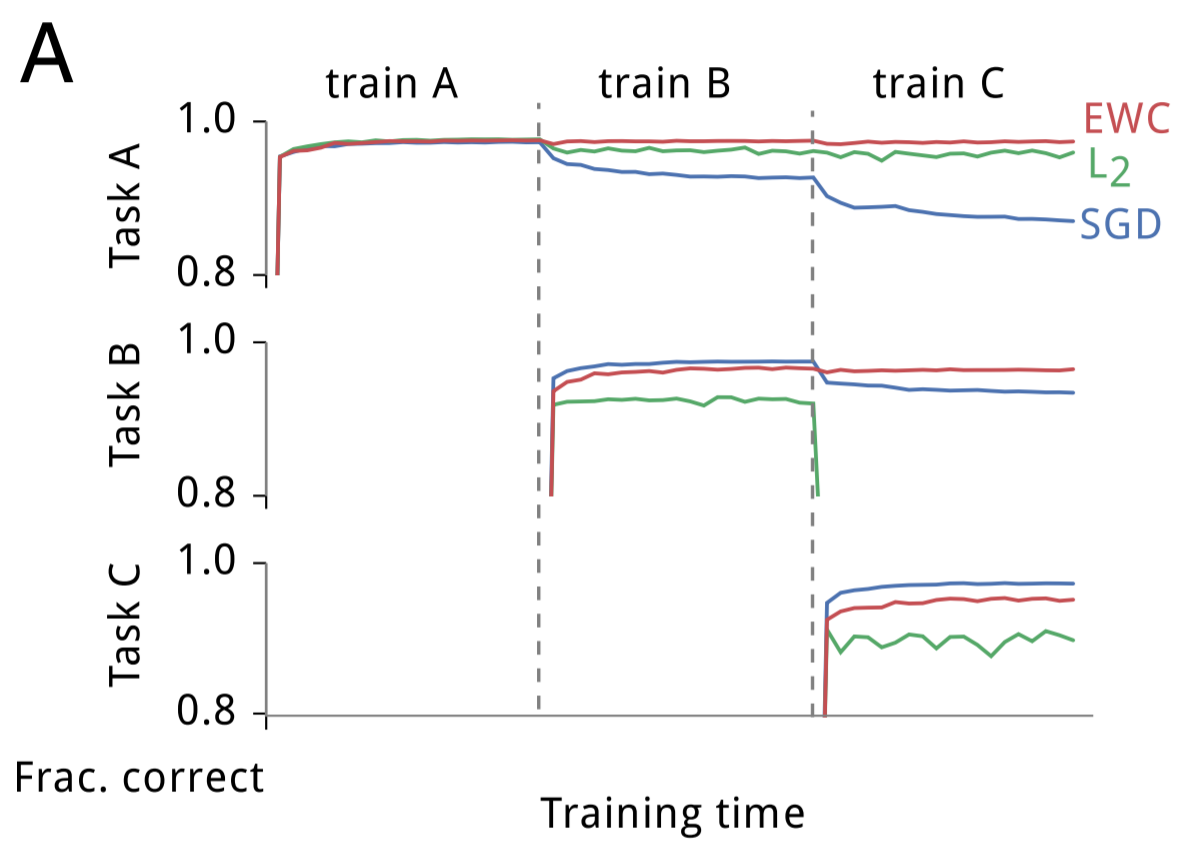 A
train A
train B
train C
EWC
L2
SGD
Task A
1.0
0.8
Task B
1.0
0.8
Task C
1.0
0.8
Frac. correct
Training time